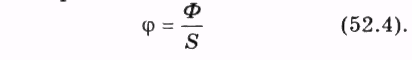 φ = Φ/S (52.4).